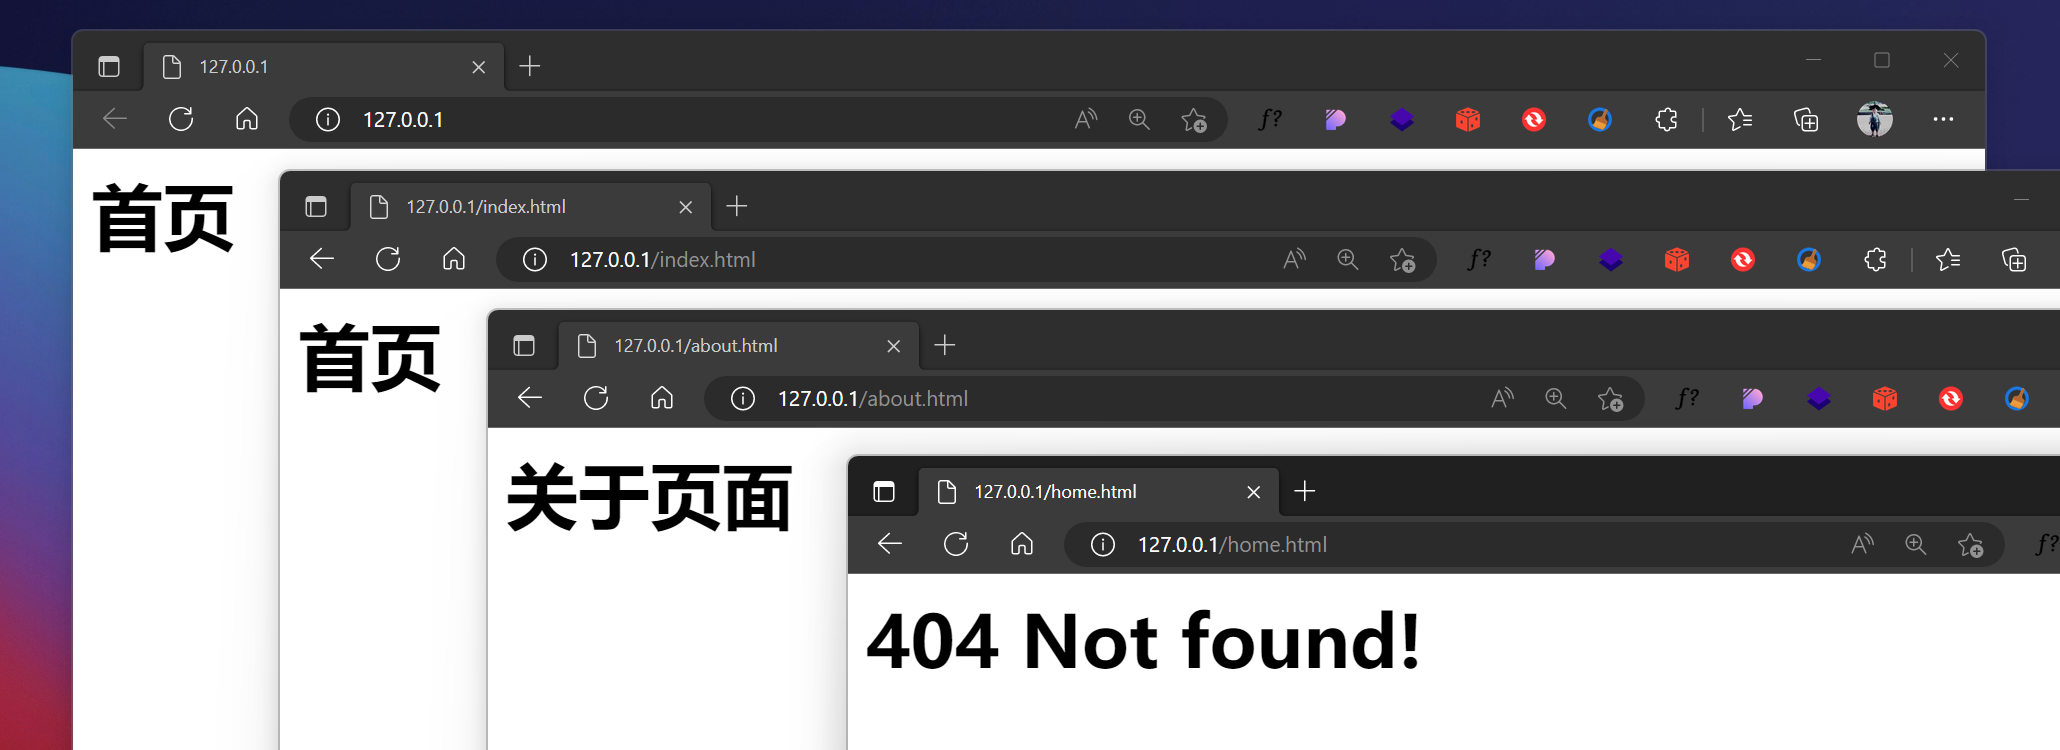 127.0.0.1
127.0.0.1
f?
首页
127.0.0.1/index.html
127.0.0.1/index.html
f?
首页
127.0.0.1/about.html
127.0.0.1/about.html
f?
关于页面
127.0.0.1/home.html
127.0.0.1/home.html
f?
404 Not found!